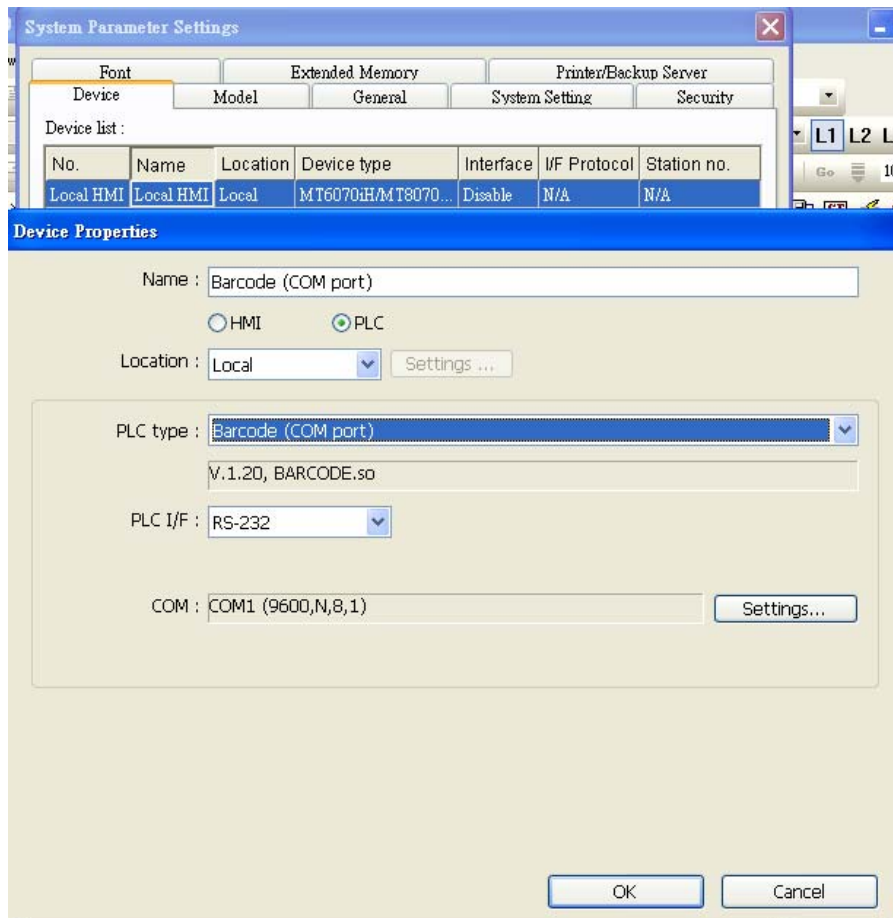 System Parameter Settings
Font Extended Memory Printer/Backup Server
Device Model General System Setting Security
Device list :
No. Name Location Device type Interface I/F Protocol Station no.
Local HMI Local HMI Local MT6070iH/MT8070... Disable N/A N/A
L1 L2
Go
Device Properties
Name : Barcode (COM port)
HMI PLC
Location : Local Settings ...
PLC type : Barcode (COM port)
V.1.20, BARCODE.so
PLC I/F : RS-232
COM : COM1 (9600,N,8,1) Settings...
OK Cancel